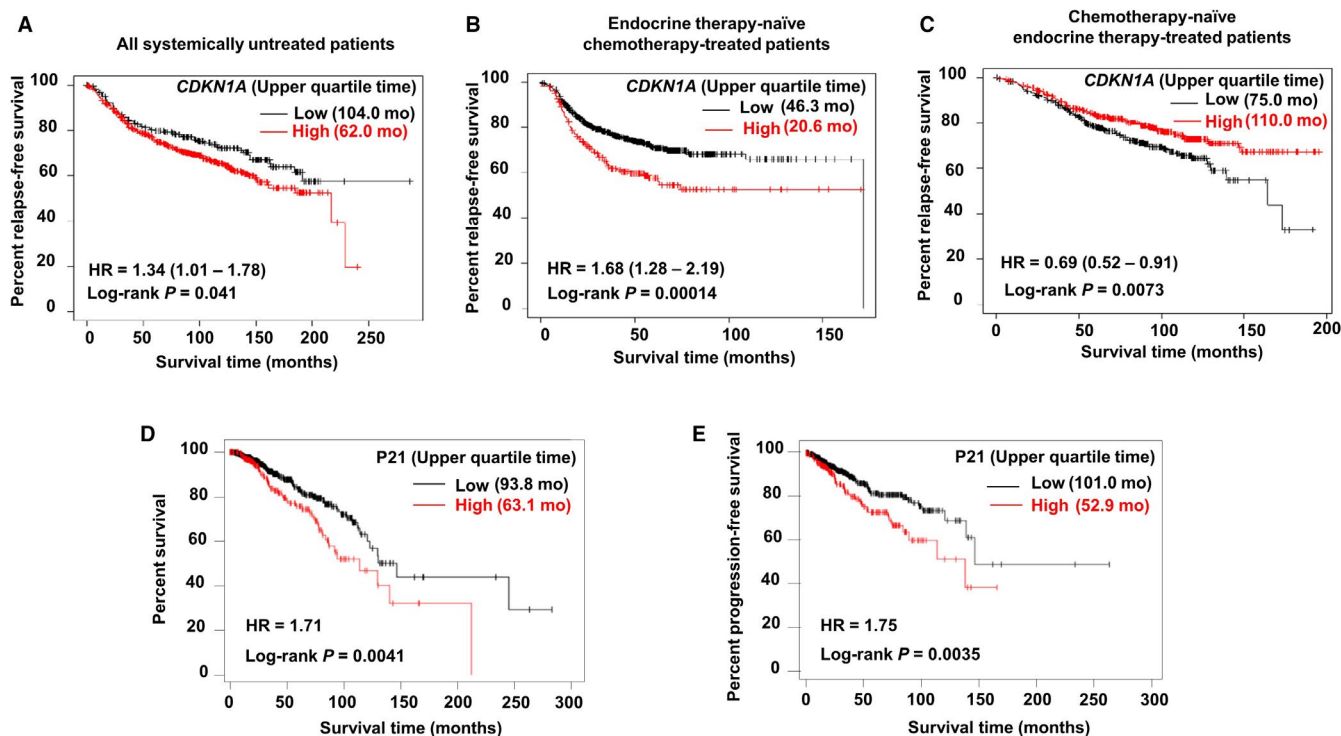 A
All systemically untreated patients
Percent relapse-free survival
100
80
60
40
20
0
CDKN1A (Upper quartile time)
Low (104.0 mo)
High (62.0 mo)
HR = 1.34 (1.01 – 1.78)
Log-rank P = 0.041
0 50 100 150 200 250
Survival time (months)
B
Endocrine therapy-naïve
chemotherapy-treated patients
Percent relapse-free survival
100
80
60
40
20
0
CDKN1A (Upper quartile time)
Low (46.3 mo)
High (20.6 mo)
HR = 1.68 (1.28 – 2.19)
Log-rank P = 0.00014
0 50 100 150
Survival time (months)
C
Chemotherapy-naïve
endocrine therapy-treated patients
Percent relapse-free survival
100
80
60
40
20
0
CDKN1A (Upper quartile time)
Low (75.0 mo)
High (110.0 mo)
HR = 0.69 (0.52 – 0.91)
Log-rank P = 0.0073
0 50 100 150 200
Survival time (months)
D
Percent survival
100
80
60
40
20
0
P21 (Upper quartile time)
Low (93.8 mo)
High (63.1 mo)
HR = 1.71
Log-rank P = 0.0041
0 50 100 150 200 250 300
Survival time (months)
E
Percent progression-free survival
100
80
60
40
20
0
P21 (Upper quartile time)
Low (101.0 mo)
High (52.9 mo)
HR = 1.75
Log-rank P = 0.0035
0 50 100 150 200 250 300
Survival time (months)